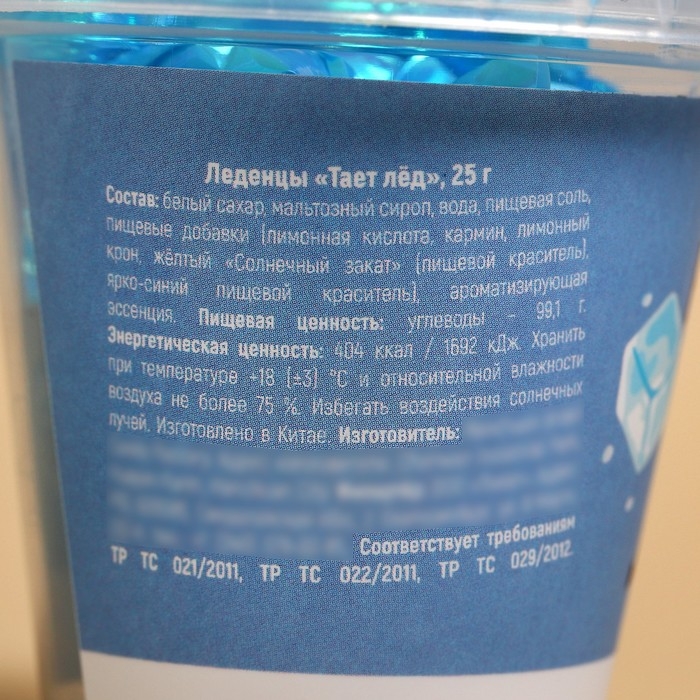 Леденцы «Тает лёд», 25 г
Состав: белый сахар, мальтозный сироп, вода, пищевая соль,
пищевые добавки (лимонная кислота, кармин, лимонный
крон, жёлтый «Солнечный закат» (пищевой краситель),
ярко-синий пищевой краситель), ароматизирующая
эссенция. Пищевая ценность: углеводы – 99,1 г.
Энергетическая ценность: 404 ккал / 1692 кДж. Хранить
при температуре +18 (±3) °С и относительной влажности
воздуха не более 75 %. Избегать воздействия солнечных
лучей. Изготовлено в Китае. Изготовитель:
Соответствует требованиям
ТР ТС 021/2011, ТР ТС 022/2011, ТР ТС 029/2012.